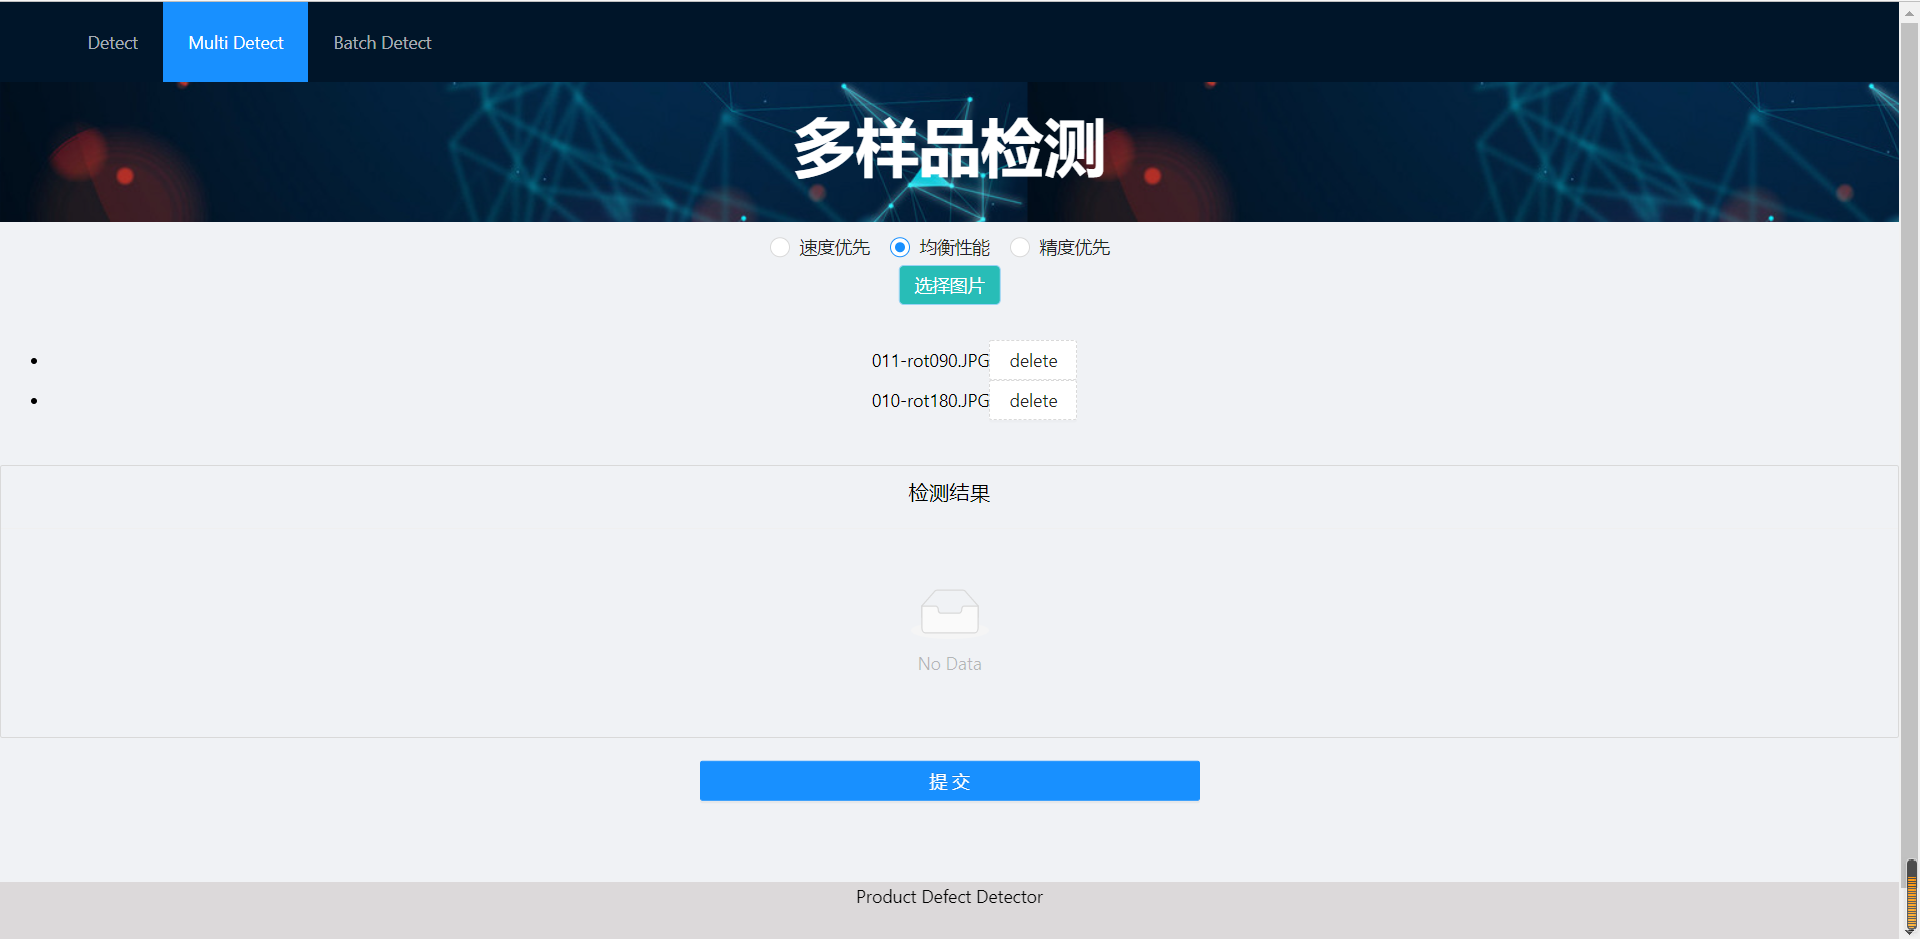 Detect Multi Detect Batch Detect
多样品检测
速度优先 均衡性能 精度优先
选择图片
011-rot090.JPG delete
010-rot180.JPG delete
检测结果
No Data
提 交
Product Defect Detector